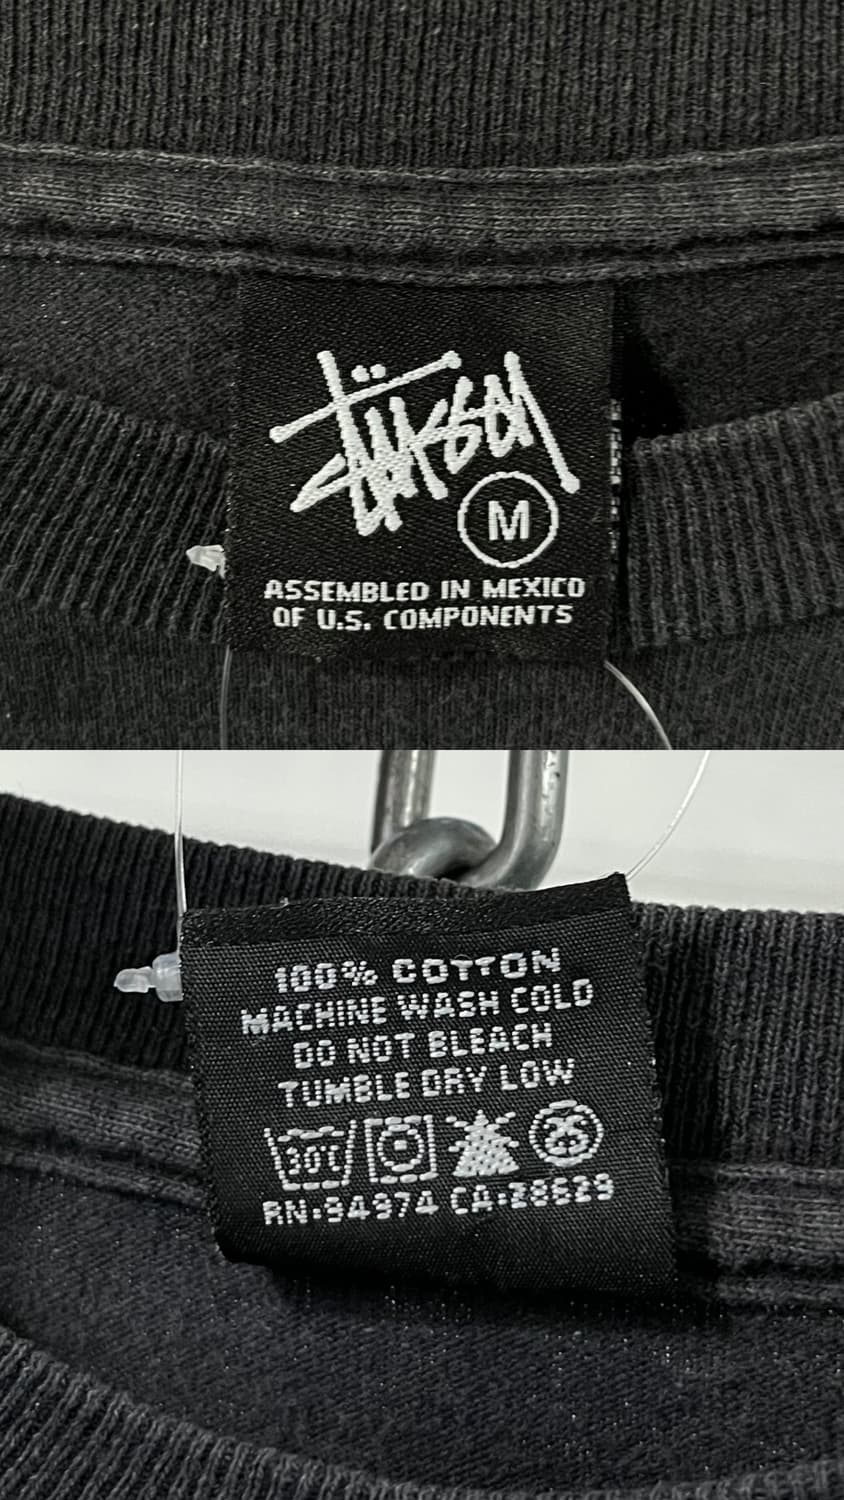 Stüssy
M
ASSEMBLED IN MEXICO
OF U.S. COMPONENTS
100% COTTON
MACHINE WASH COLD
DO NOT BLEACH
TUMBLE DRY LOW
30°C
RN:94974 CA:28629